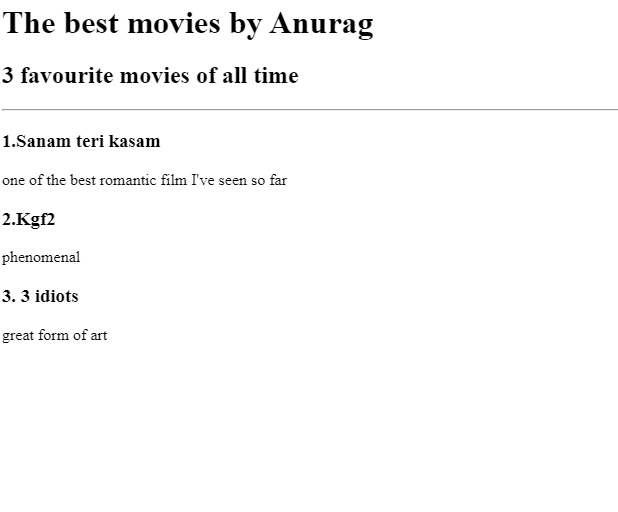 The best movies by Anurag
3 favourite movies of all time
1.Sanam teri kasam
one of the best romantic film I've seen so far
2.Kgf2
phenomenal
3. 3 idiots
great form of art